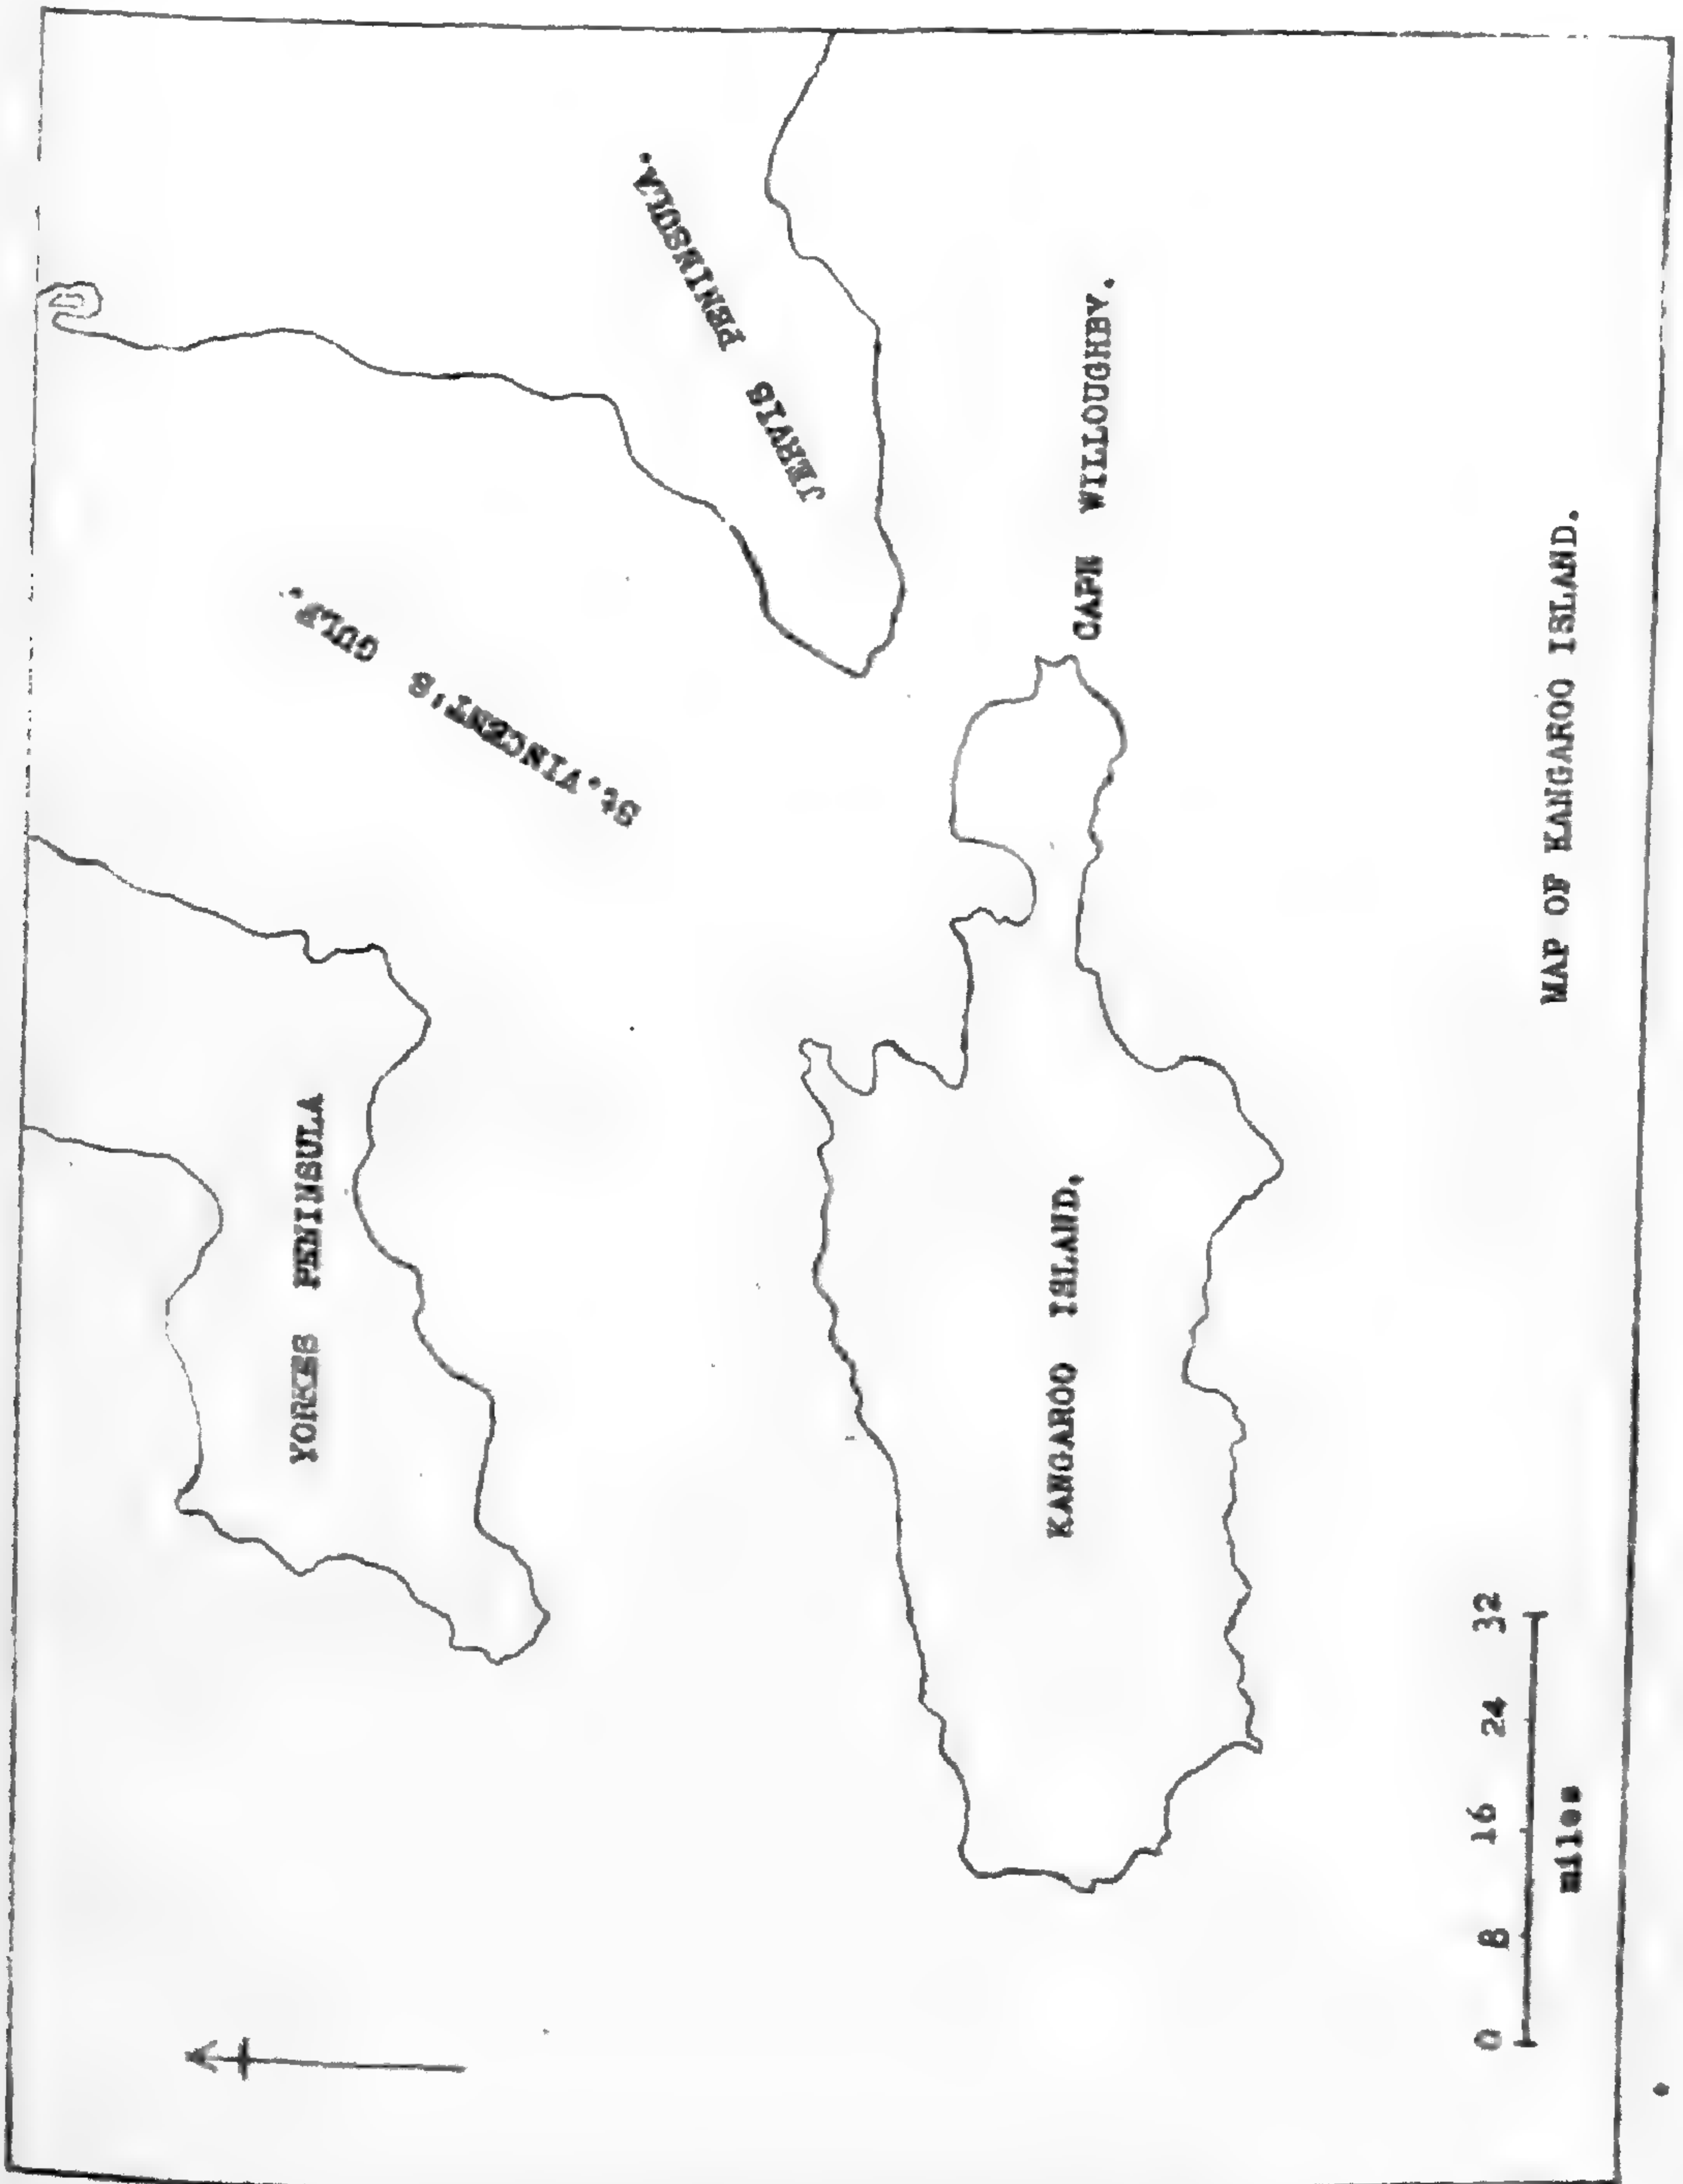 YORKES PENINSULA
St.VINCENT'S GULF.
JERVIS PENINSULA.
KANGAROO ISLAND.
CAPE WILLOUGHBY.
0 8 16 24 32
miles
MAP OF KANGAROO ISLAND.